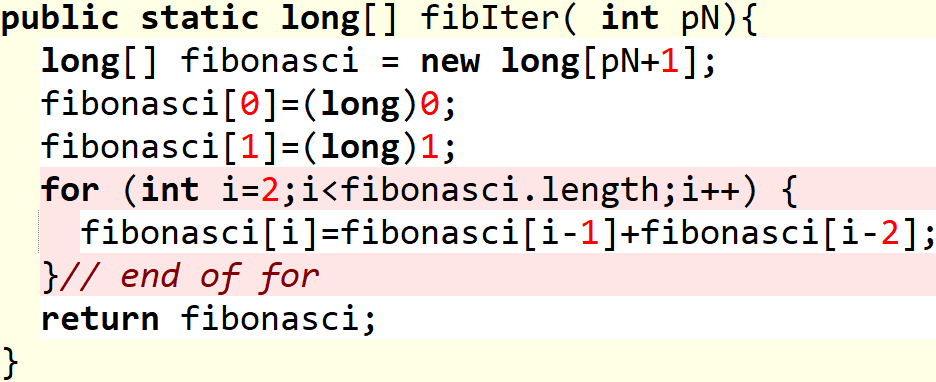 public static long[] fibIter( int pN){
long[] fibonasci = new long[pN+1];
fibonasci[0]=(long)0;
fibonasci[1]=(long)1;
for (int i=2;i<fibonasci.length;i++) {
fibonasci[i]=fibonasci[i-1]+fibonasci[i-2];
}// end of for
return fibonasci;
}